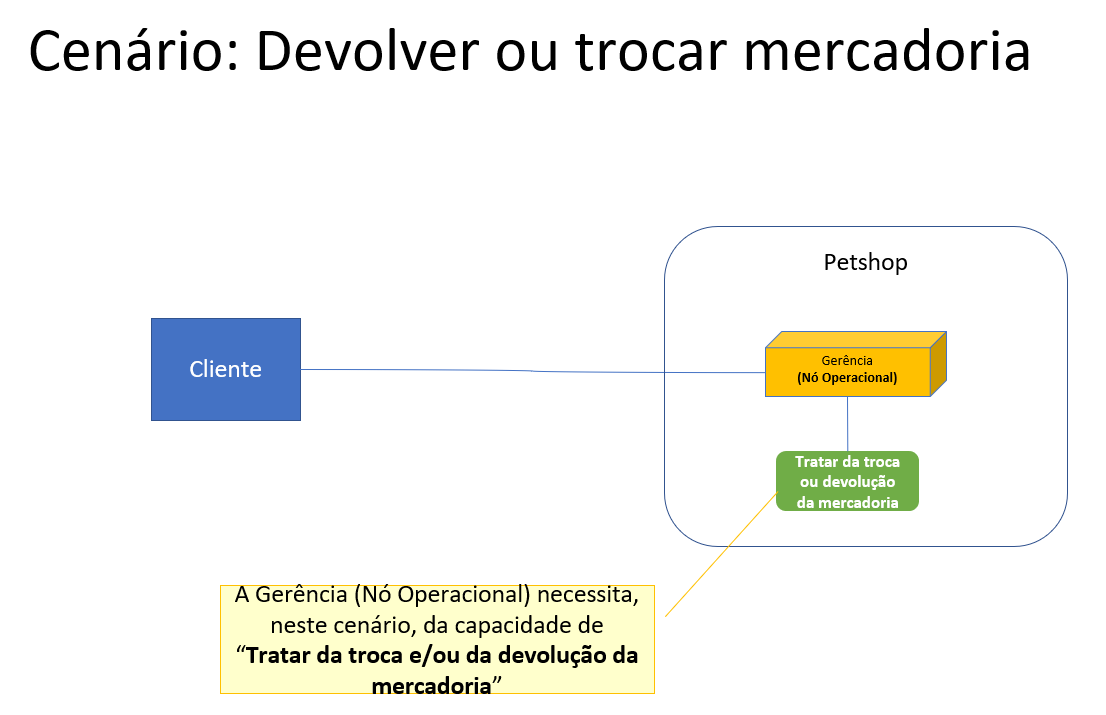 Cenário: Devolver ou trocar mercadoria
Petshop
Cliente
Gerência
(Nó Operacional)
Tratar da troca
ou devolução
da mercadoria
A Gerência (Nó Operacional) necessita,
neste cenário, da capacidade de
“Tratar da troca e/ou da devolução da
mercadoria”